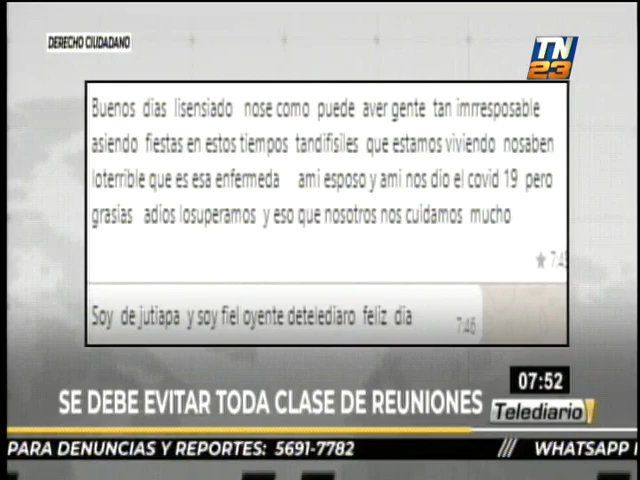 DERECHO CIUDADANO
TN
23
Buenos dias lisensiado nose como puede aver gente tan imrresposable
asiendo fiestas en estos tiempos tandifisiles que estamos viviendo nosaben
loterrible que es esa enfermeda ami esposo y ami nos dio el covid 19 pero
grasias adios losuperamos y eso que nosotros nos cuidamos mucho
Soy de jutiapa y soy fiel oyente detelediaro feliz dia
7:46
07:52
SE DEBE EVITAR TODA CLASE DE REUNIONES
Telediario
PARA DENUNCIAS Y REPORTES: 5691-7782 /// WHATSAPP